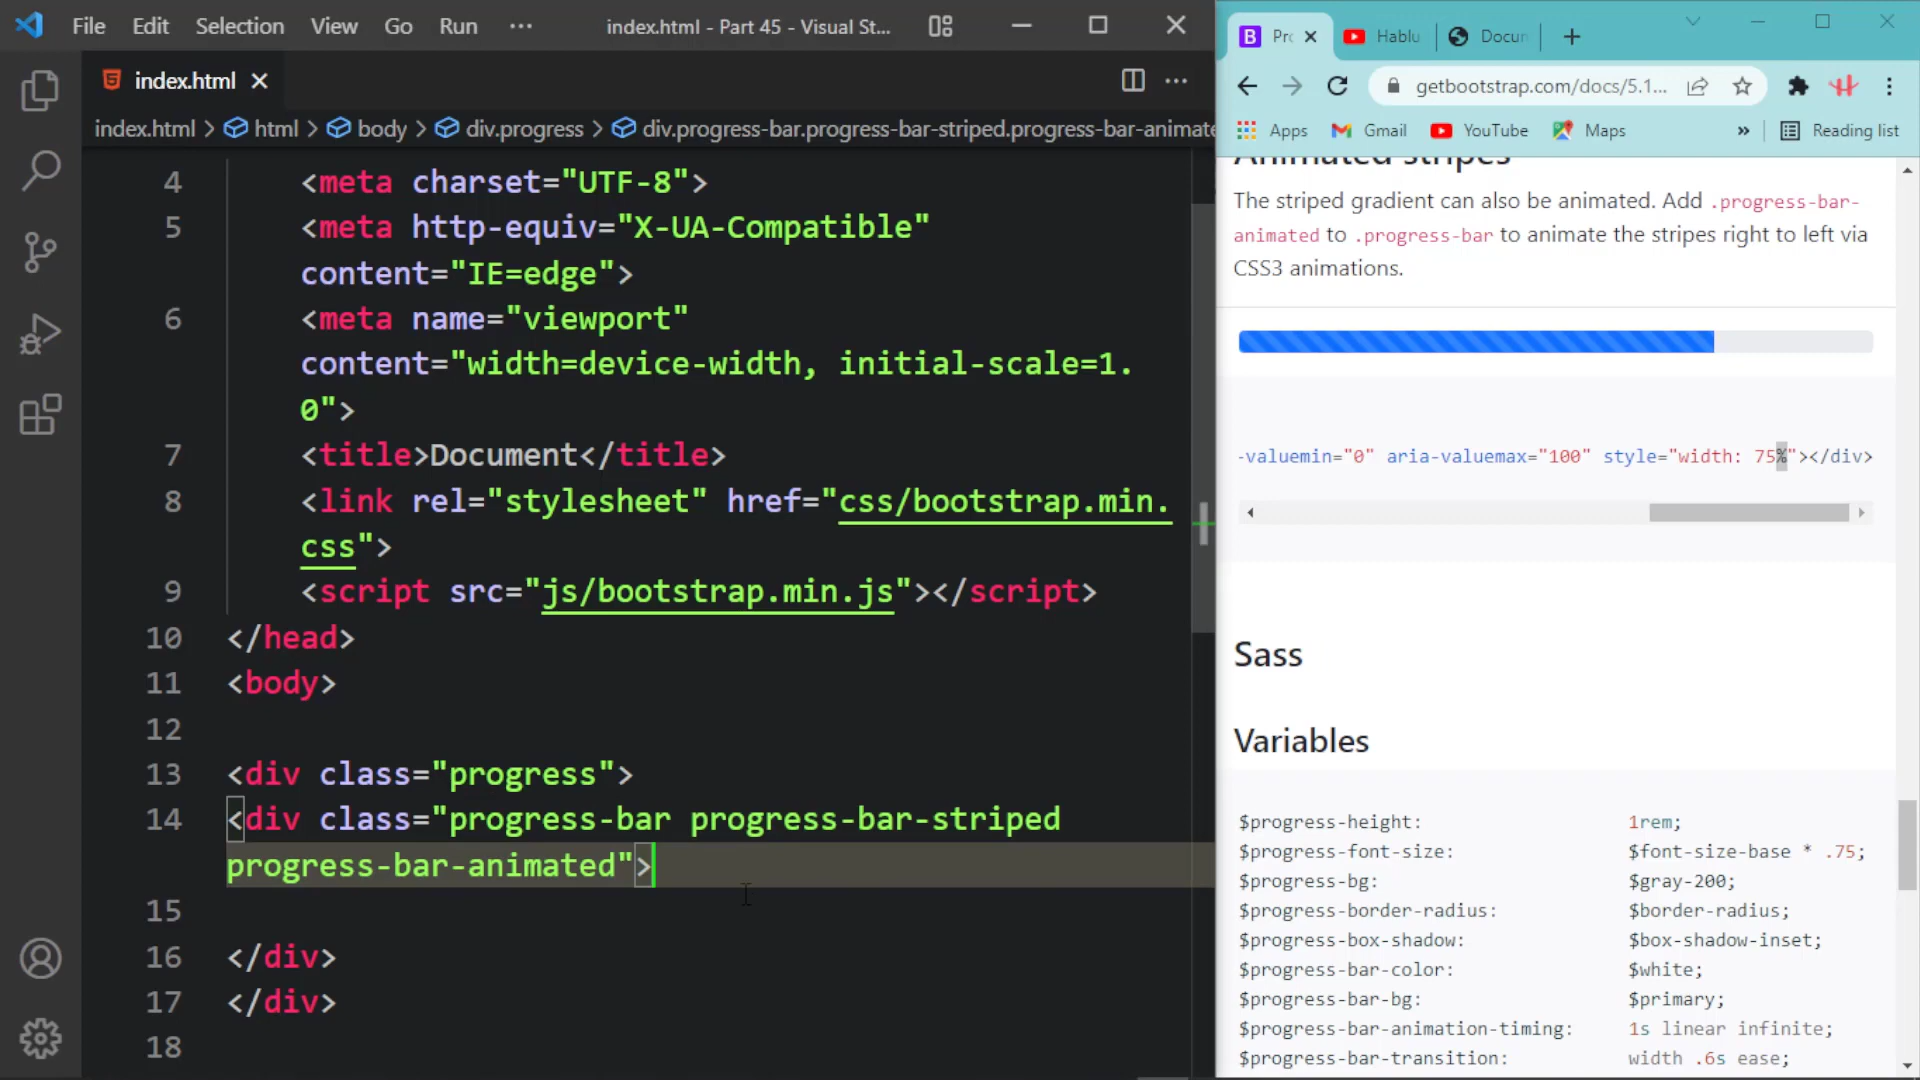 File Edit Selection View Go Run ··· index.html - Part 45 - Visual St...
index.html
index.html > html > body > div.progress > div.progress-bar.progress-bar-striped.progress-bar-animate
4 <meta charset="UTF-8">
5 <meta http-equiv="X-UA-Compatible"
content="IE=edge">
6 <meta name="viewport"
content="width=device-width, initial-scale=1.
0">
7 <title>Document</title>
8 <link rel="stylesheet" href="css/bootstrap.min.
css">
9 <script src="js/bootstrap.min.js"></script>
10 </head>
11 <body>
12
13 <div class="progress">
14 <div class="progress-bar progress-bar-striped
progress-bar-animated">
15
16 </div>
17 </div>
18
Pro Hablu Docun
getbootstrap.com/docs/5.1...
Apps Gmail YouTube Maps » Reading list
Animated stripes
The striped gradient can also be animated. Add .progress-bar-
animated to .progress-bar to animate the stripes right to left via
CSS3 animations.
-valuemin="0" aria-valuemax="100" style="width: 75%"></div>
Sass
Variables
$progress-height: 1rem;
$progress-font-size: $font-size-base * .75;
$progress-bg: $gray-200;
$progress-border-radius: $border-radius;
$progress-box-shadow: $box-shadow-inset;
$progress-bar-color: $white;
$progress-bar-bg: $primary;
$progress-bar-animation-timing: 1s linear infinite;
$progress-bar-transition: width .6s ease;